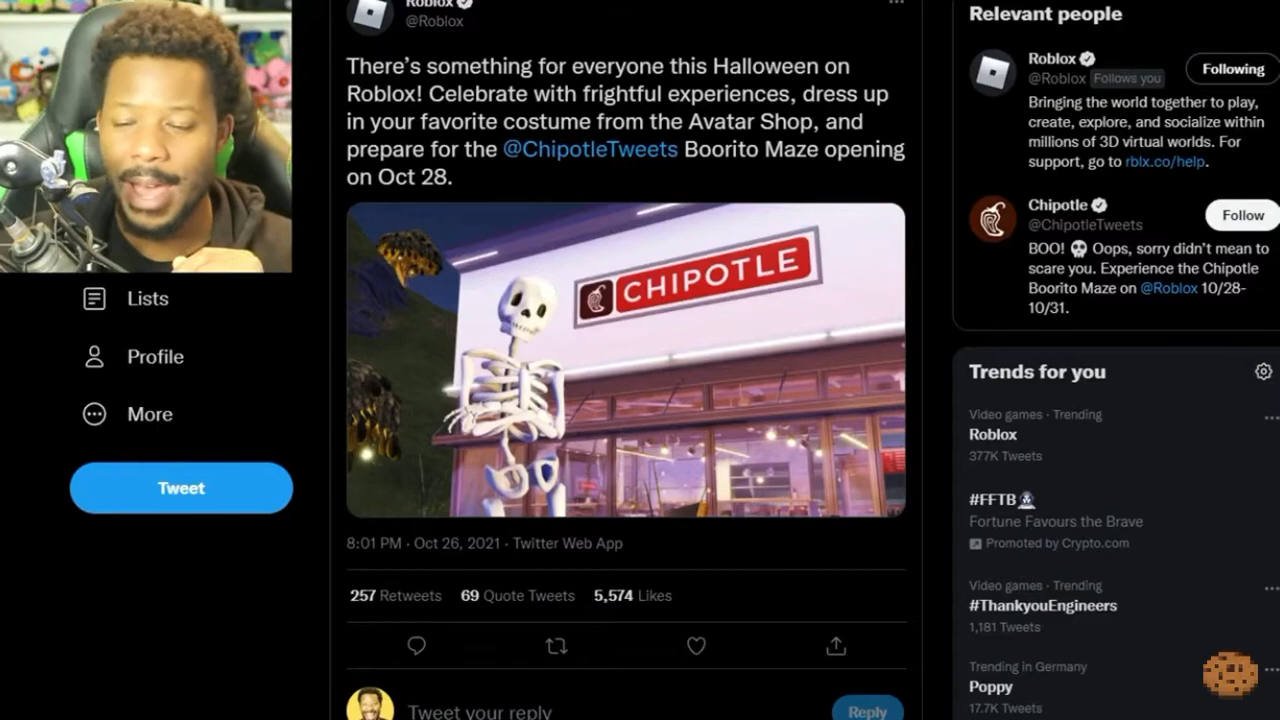 Roblox
@Roblox
There's something for everyone this Halloween on
Roblox! Celebrate with frightful experiences, dress up
in your favorite costume from the Avatar Shop, and
prepare for the @ChipotleTweets Boorito Maze opening
on Oct 28.
CHIPOTLE
8:01 PM · Oct 26, 2021 · Twitter Web App
257 Retweets 69 Quote Tweets 5,574 Likes
Tweet your reply
Reply
Lists
Profile
More
Tweet
Relevant people
Roblox
@Roblox Follows you
Following
Bringing the world together to play,
create, explore, and socialize within
millions of 3D virtual worlds. For
support, go to rblx.co/help.
Chipotle
@ChipotleTweets
Follow
BOO! 💀 Oops, sorry didn't mean to
scare you. Experience the Chipotle
Boorito Maze on @Roblox 10/28-
10/31.
Trends for you
Video games · Trending
Roblox
377K Tweets
#FFTB
Fortune Favours the Brave
Promoted by Crypto.com
Video games · Trending
#ThankyouEngineers
1,181 Tweets
Trending in Germany
Poppy
17.7K Tweets